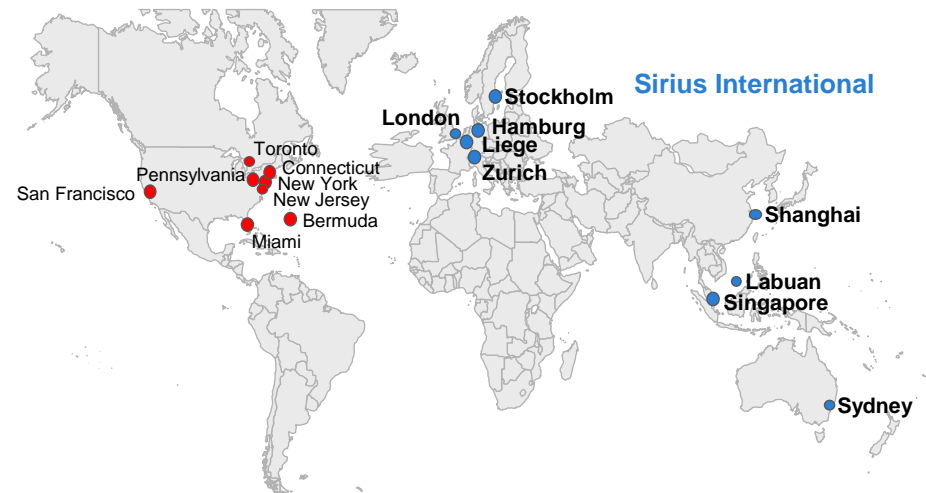 Sirius International
Stockholm
London
Hamburg
Liege
Zurich
Toronto
Connecticut
Pennsylvania
New York
San Francisco
New Jersey
Bermuda
Miami
Shanghai
Labuan
Singapore
Sydney